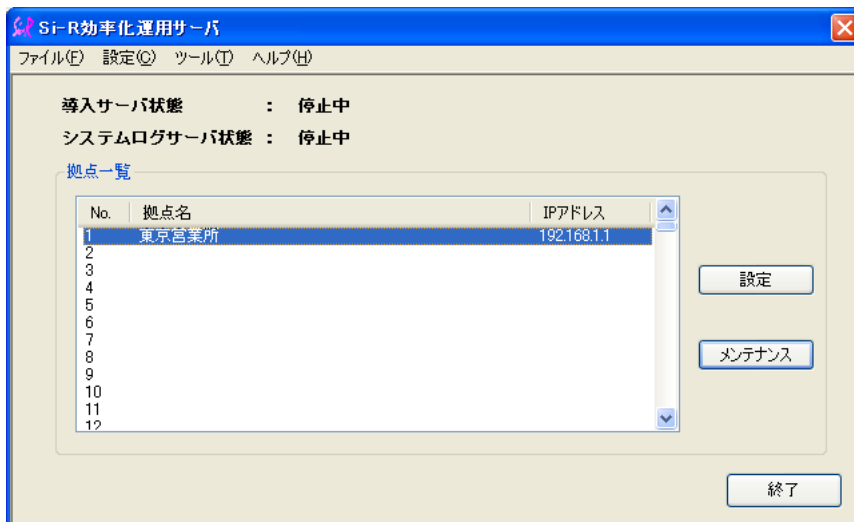 Si-R効率化運用サーバ
ファイル(F) 設定(C) ツール(T) ヘルプ(H)
導入サーバ状態 : 停止中
システムログサーバ状態 : 停止中
拠点一覧
No. 拠点名 IPアドレス
1 東京営業所 192.168.1.1
2
3
4
5
6
7
8
9
10
11
12
設定
メンテナンス
終了